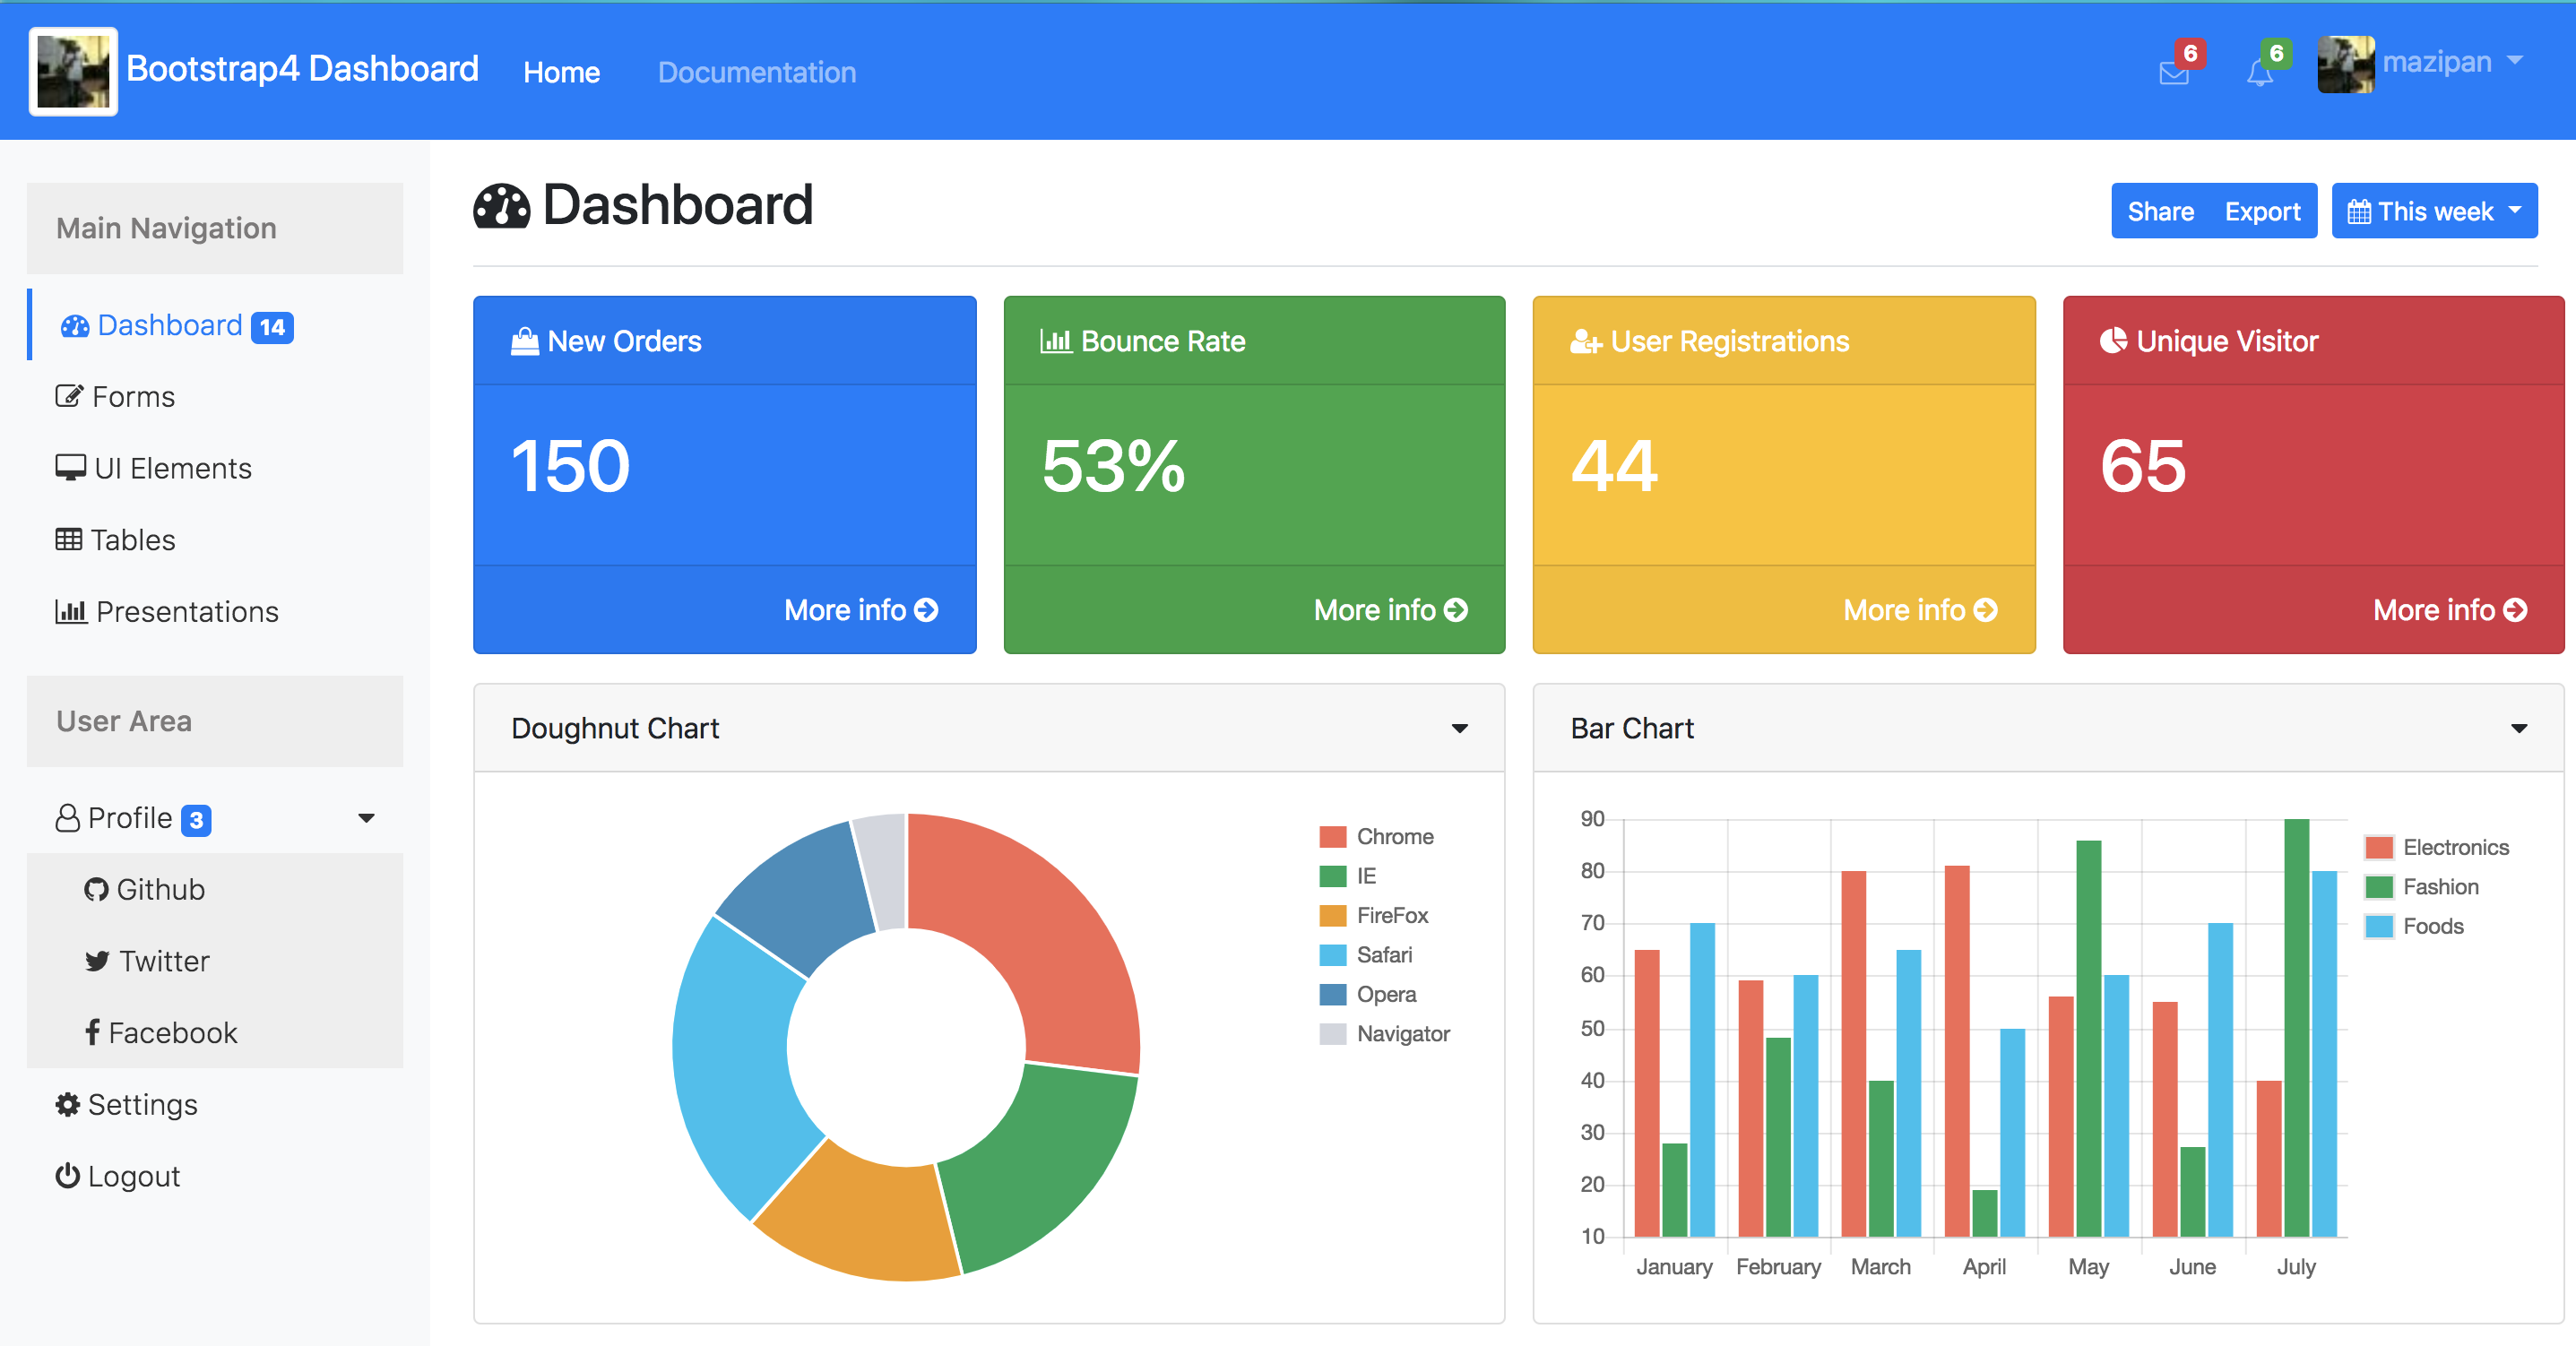 Bootstrap4 Dashboard Home Documentation 6 6 mazipan
Main Navigation
Dashboard 14
Forms
UI Elements
Tables
Presentations
User Area
Profile 3
Github
Twitter
Facebook
Settings
Logout
Dashboard
Share Export This week
New Orders
150
More info
Bounce Rate
53%
More info
User Registrations
44
More info
Unique Visitor
65
More info
Doughnut Chart
Chrome
IE
FireFox
Safari
Opera
Navigator
Bar Chart
90
80
70
60
50
40
30
20
10
January February March April May June July
Electronics
Fashion
Foods